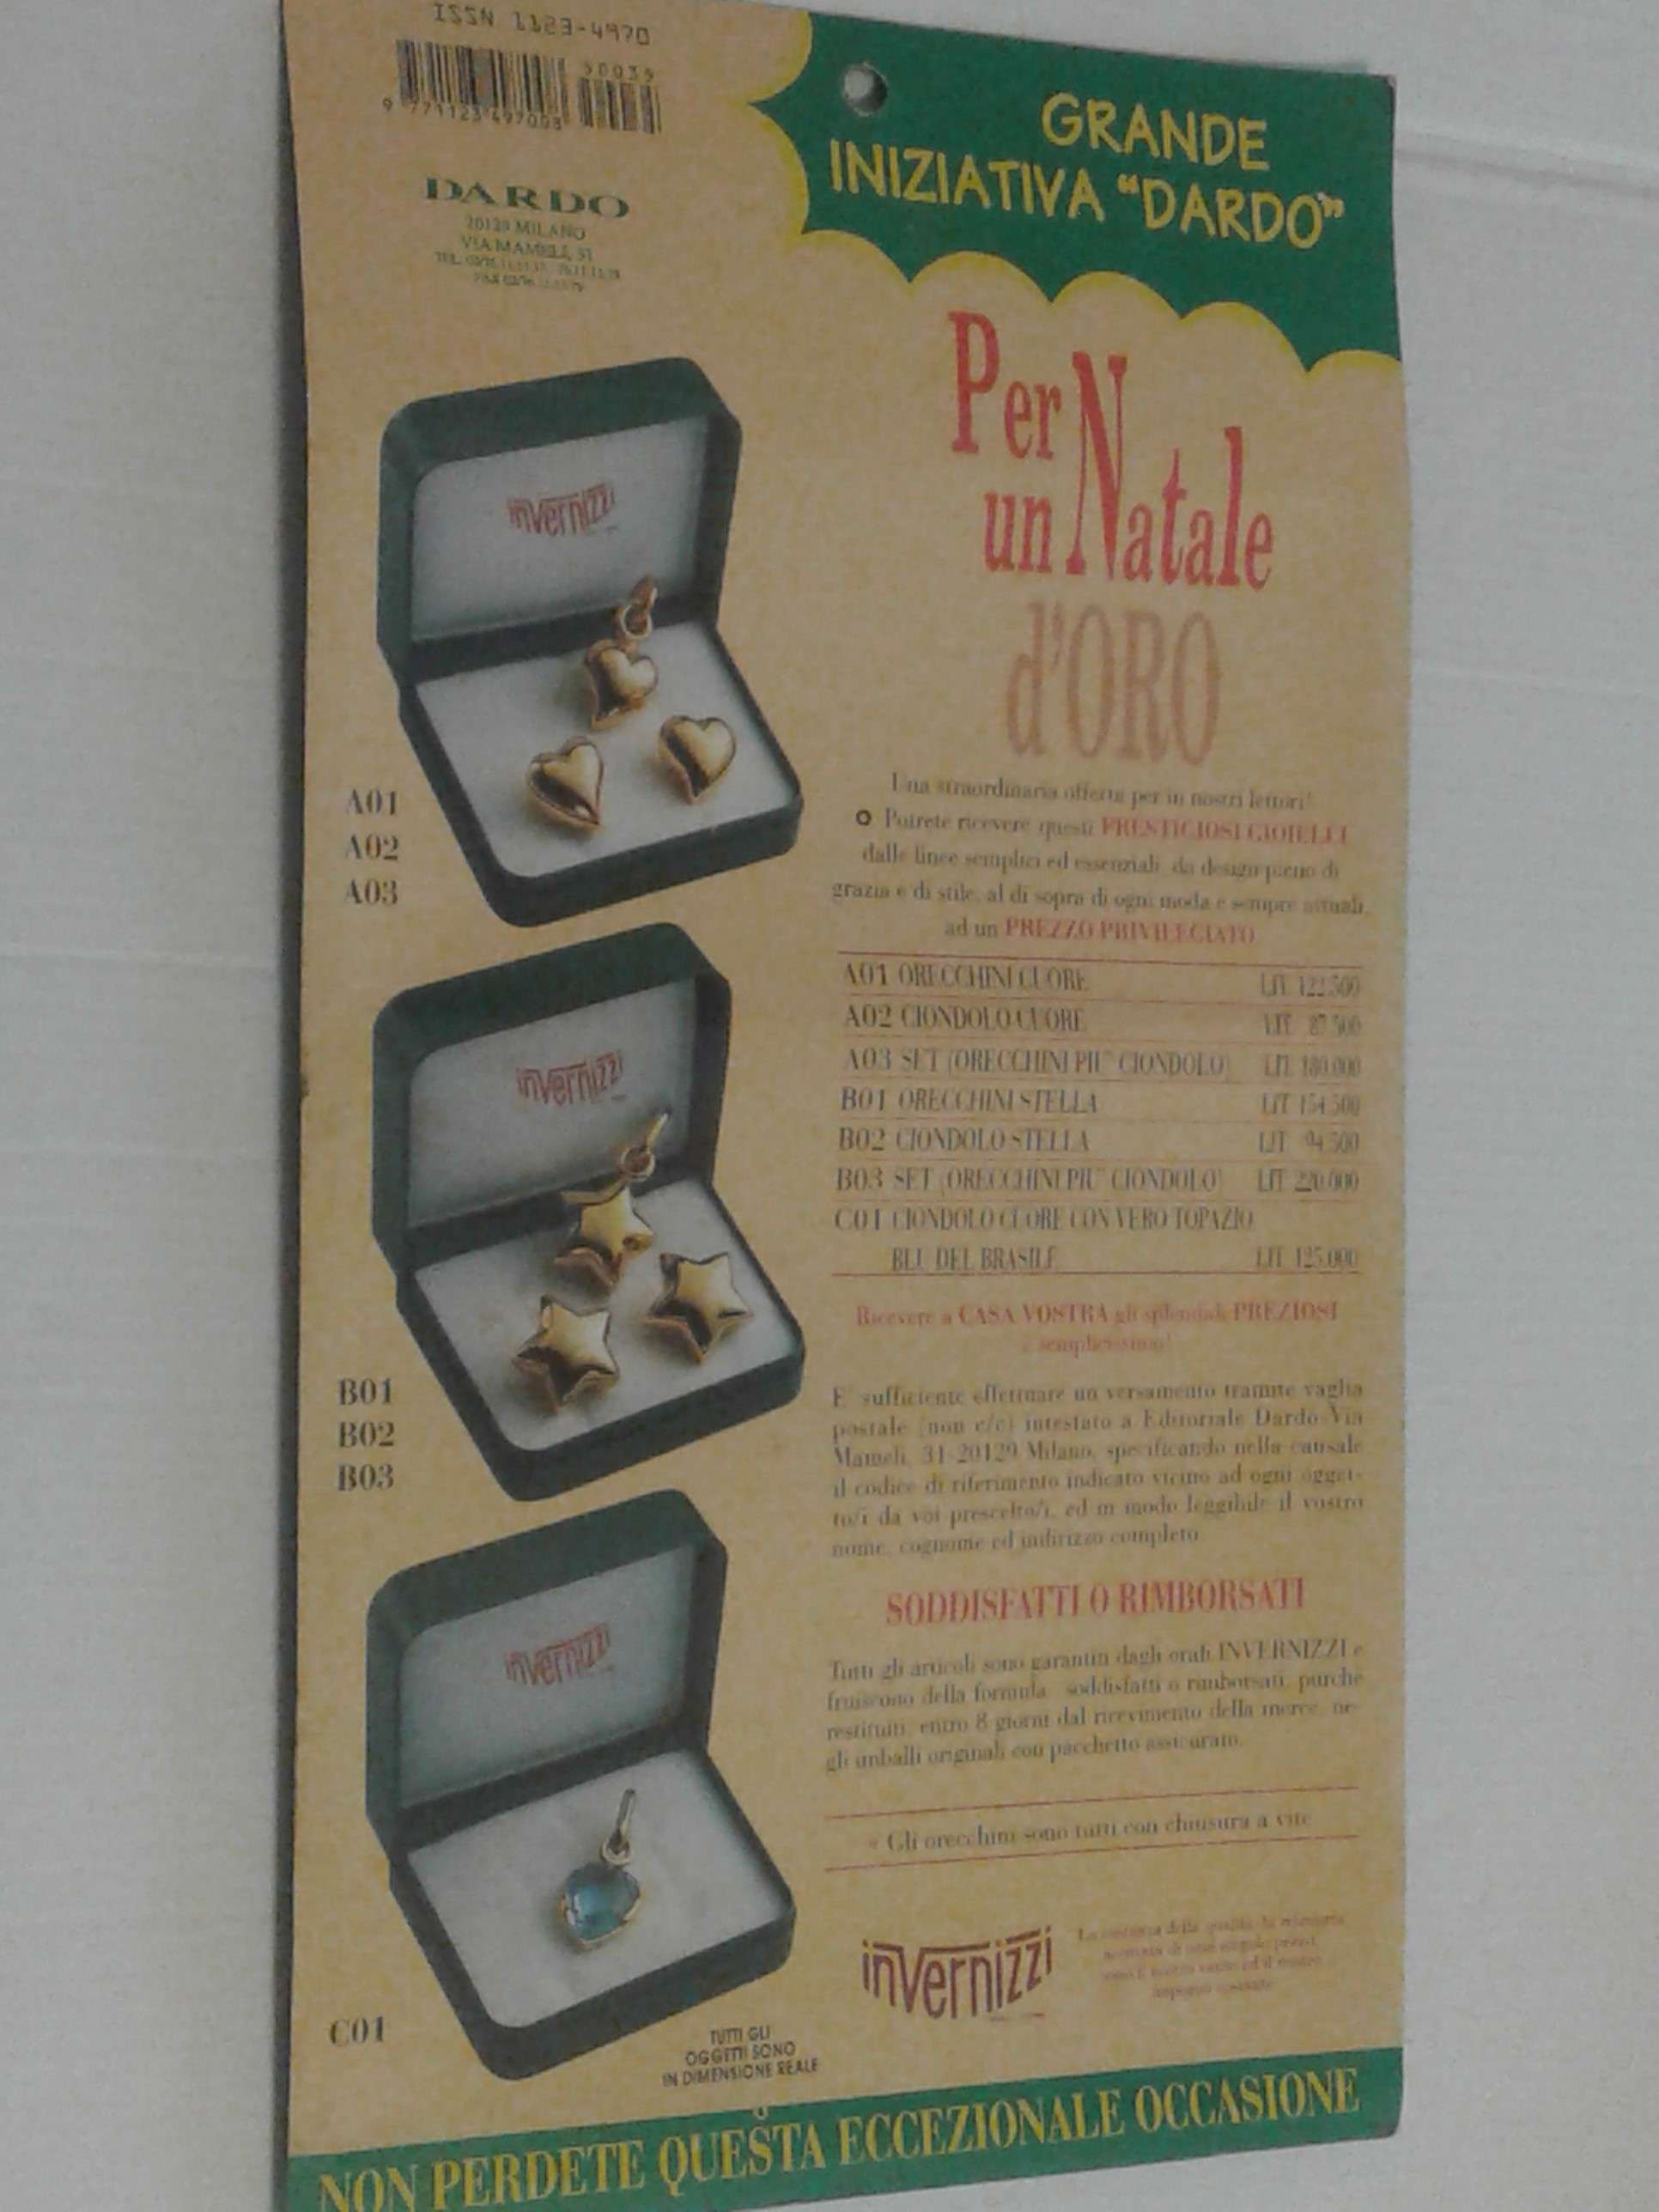 ISSN 1123-4970
50035
9 771123 497008
DARDO
20129 MILANO
VIA MAMELI, 31
GRANDE
INIZIATIVA "DARDO"
Per
un Natale
d'ORO
invernizzi
A01
A02
A03
invernizzi
B01
B02
B03
invernizzi
C01
TUTTI GLI
OGGETTI SONO
IN DIMENSIONE REALE
Una straordinaria offerta per in nostri lettori!
Potrete ricevere questi PRESTIGIOSI GIOIELLI
dalle linee semplici ed essenziali, da design pieno di
grazia e di stile, al di sopra di ogni moda e sempre attuali,
ad un PREZZO PRIVILEGIATO
A01 ORECCHINI CUORE LIT. 122.500
A02 CIONDOLO CUORE LIT. 87.500
A03 SET (ORECCHINI PIU' CIONDOLO) LIT. 180.000
B01 ORECCHINI STELLA LIT. 154.500
B02 CIONDOLO STELLA LIT. 94.500
B03 SET (ORECCHINI PIU' CIONDOLO) LIT. 220.000
C01 CIONDOLO CUORE CON VERO TOPAZIO
BLU DEL BRASILE LIT. 125.000
Ricevere a CASA VOSTRA gli splendidi PREZIOSI
è semplicissimo!
E' sufficiente effettuare un versamento tramite vaglia
postale (non c/c) intestato a Editoriale Dardo-Via
Mameli, 31-20129 Milano, specificando nella causale
il codice di riferimento indicato vicino ad ogni ogget-
to/i da voi prescelto/i, ed in modo leggibile il vostro
nome, cognome ed indirizzo completo.
SODDISFATTI O RIMBORSATI
Tutti gli articoli sono garantiti dagli orafi INVERNIZZI e
fruiscono della formula: soddisfatti o rimborsati, purché
restituiti, entro 8 giorni dal ricevimento della merce, ne-
gli imballi originali con pacchetto assicurato.
Gli orecchini sono tutti con chiusura a vite
invernizzi
NON PERDETE QUESTA ECCEZIONALE OCCASIONE